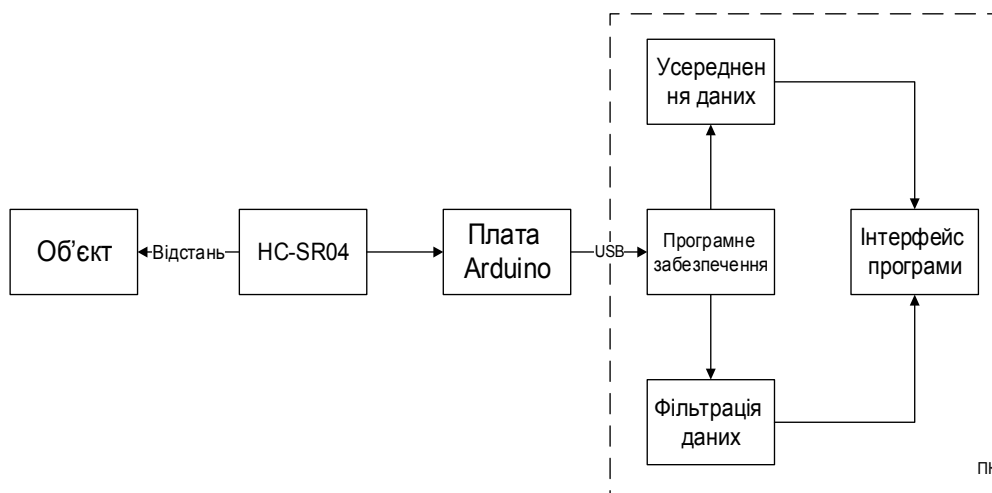 Усереднен
ня даних
Об’єкт
Відстань
HC-SR04
Плата
Arduino
USB
Програмне
забезпечення
Інтерфейс
програми
Фільтрація
даних